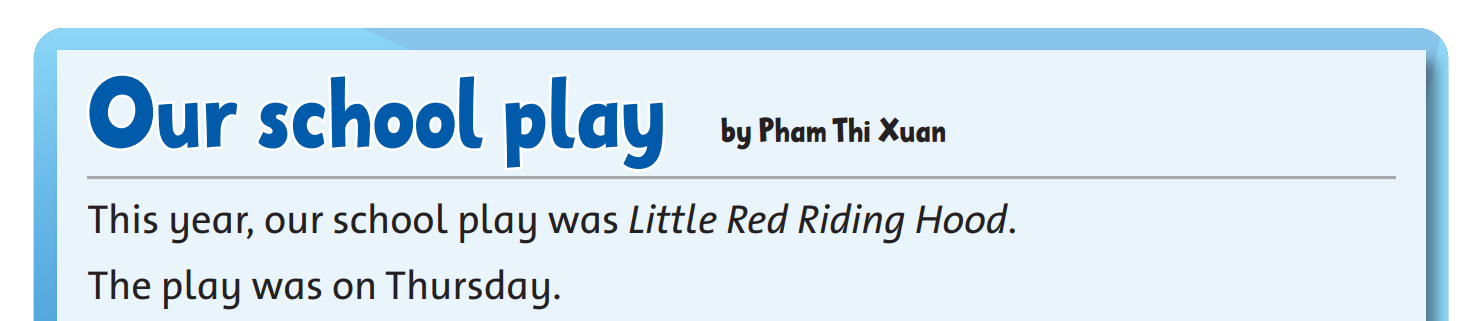 Our school play by Pham Thi Xuan
This year, our school play was Little Red Riding Hood.
The play was on Thursday.